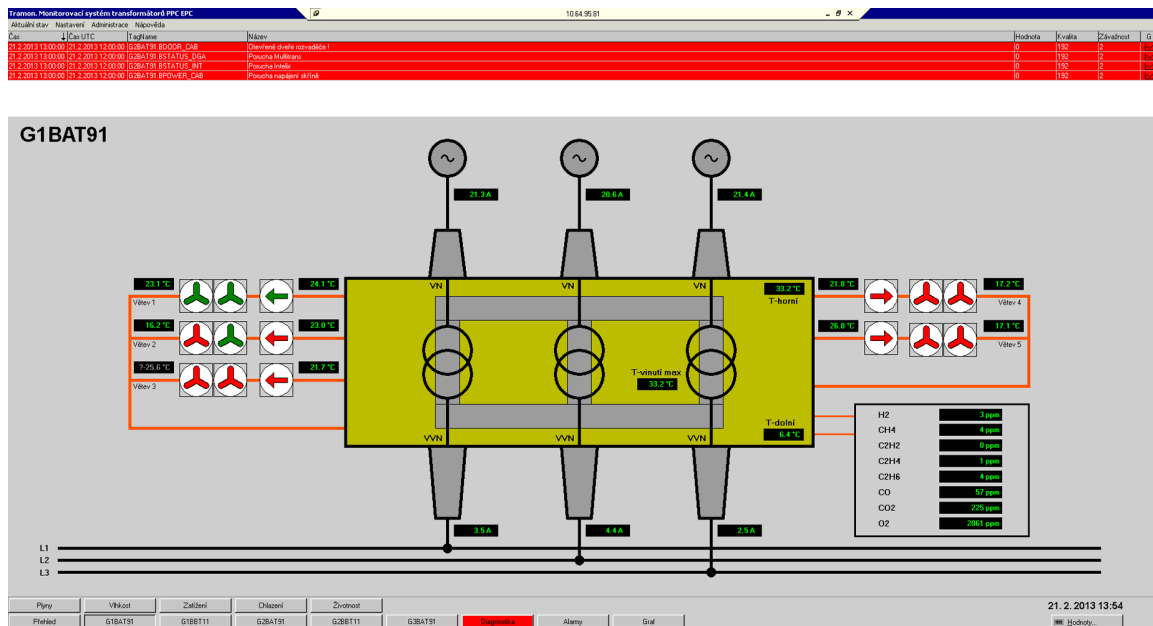 Tramon. Monitorovací systém transformátorů PPC EPC 10.64.95.81
Aktuální stav Nastavení Administrace Nápověda
Čas Čas UTC TagName Název Hodnota Kvalita Závažnost G
21.2.2013 13:00:00 21.2.2013 12:00:00 G2BAT91.BDOOR_CAB Otevřené dveře rozvaděče ! 0 192 2
21.2.2013 13:00:00 21.2.2013 12:00:00 G2BAT91.BSTATUS_DGA Porucha Multitrans 0 192 2
21.2.2013 13:00:00 21.2.2013 12:00:00 G2BAT91.BSTATUS_INT Porucha Intelix 0 192 2
21.2.2013 13:00:00 21.2.2013 12:00:00 G2BAT91.BPOWER_CAB Porucha napájení skříně 0 192 2
G1BAT91
21.3 A 20.6 A 21.4 A
23.1 °C 24.1 °C VN VN VN 33.2 °C 21.8 °C 17.2 °C
Větev 1 T-horní Větev 4
16.2 °C 23.0 °C 26.8 °C 17.1 °C
Větev 2 Větev 5
?-25.6 °C 21.7 °C T-vinutí max
Větev 3 33.2 °C
T-dolní
VVN VVN VVN 6.4 °C
H2 3 ppm
CH4 4 ppm
C2H2 0 ppm
C2H4 1 ppm
C2H6 4 ppm
CO 57 ppm
CO2 225 ppm
O2 2061 ppm
3.5 A 4.4 A 2.5 A
L1
L2
L3
Plyny Vlhkost Zatížení Chlazení Životnost 21. 2. 2013 13:54
Přehled G1BAT91 G1BBT11 G2BAT91 G2BBT11 G3BAT91 Diagnostika Alarmy Graf Hodnoty...